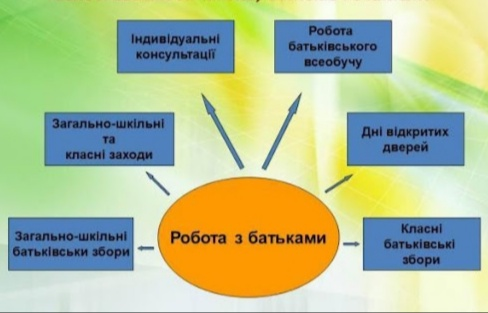 Індивідуальні
консультації
Робота
батьківського
всеобучу
Загально-шкільні
та
класні заходи
Дні відкритих
дверей
Робота з батьками
Загально-шкільні
батьківськи збори
Класні
батьківські
збори